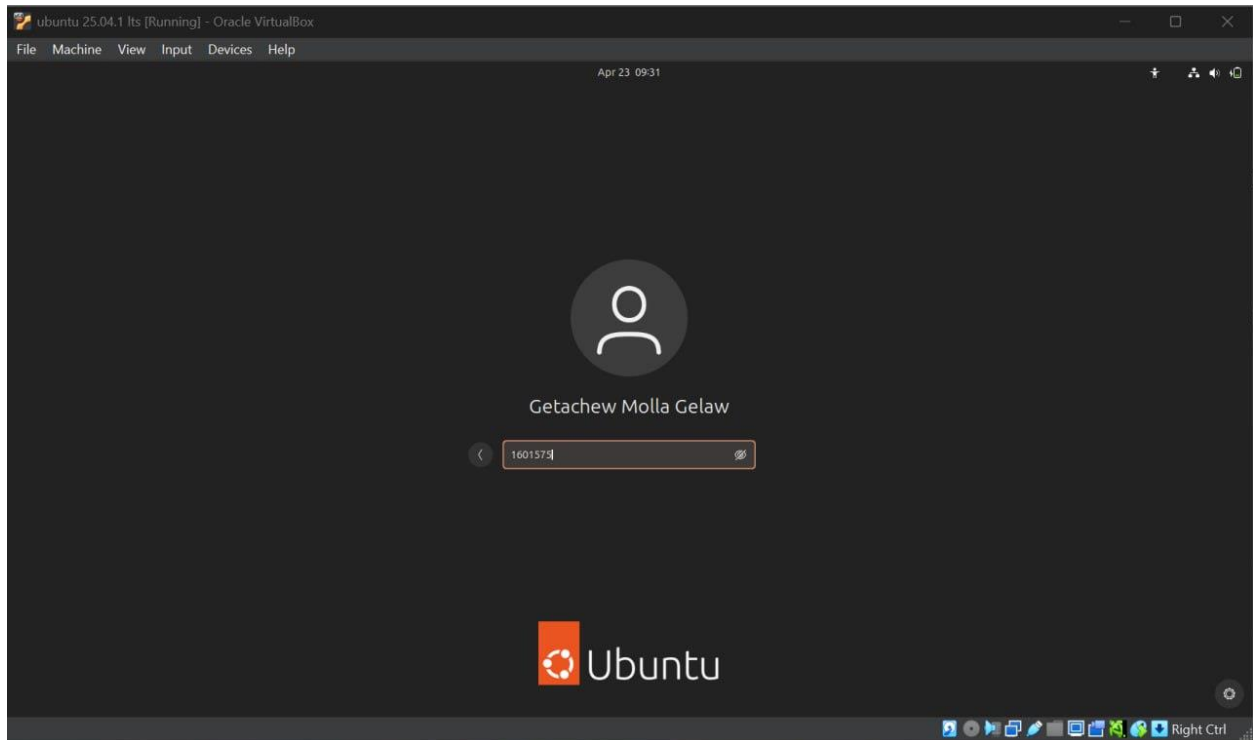 ubuntu 25.04.1 lts [Running] - Oracle VirtualBox
File Machine View Input Devices Help
Apr 23 09:31
Getachew Molla Gelaw
1601575
Ubuntu
Right Ctrl